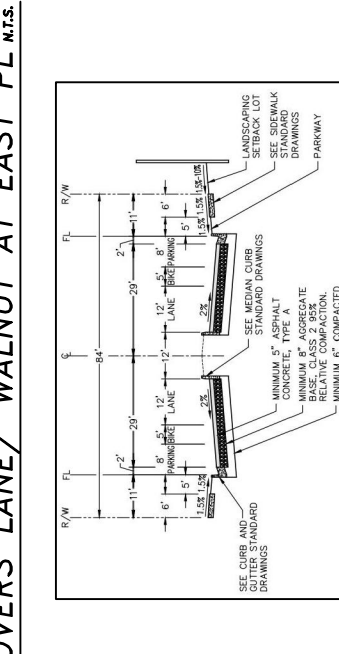 OVERS LANE/ WALNUT AT EAST PL N.T.S.
R/W
FL
℄
FL
R/W
84'
11'
29'
29'
11'
2'
2'
6'
5'
8'
5'
12'
12'
12'
5'
8'
5'
6'
PARKING
BIKE
LANE
LANE
BIKE
PARKING
1.5%
1.5%
2%
2%
1.5%
1.5%
1.5%-10%
SEE CURB AND
GUTTER STANDARD
DRAWINGS
SEE MEDIAN CURB
STANDARD DRAWINGS
LANDSCAPING
SETBACK LOT
SEE SIDEWALK
STANDARD
DRAWINGS
PARKWAY
MINIMUM 5" ASPHALT
CONCRETE, TYPE A
MINIMUM 8" AGGREGATE
BASE, CLASS 2 95%
RELATIVE COMPACTION.
MINIMUM 6" COMPACTED